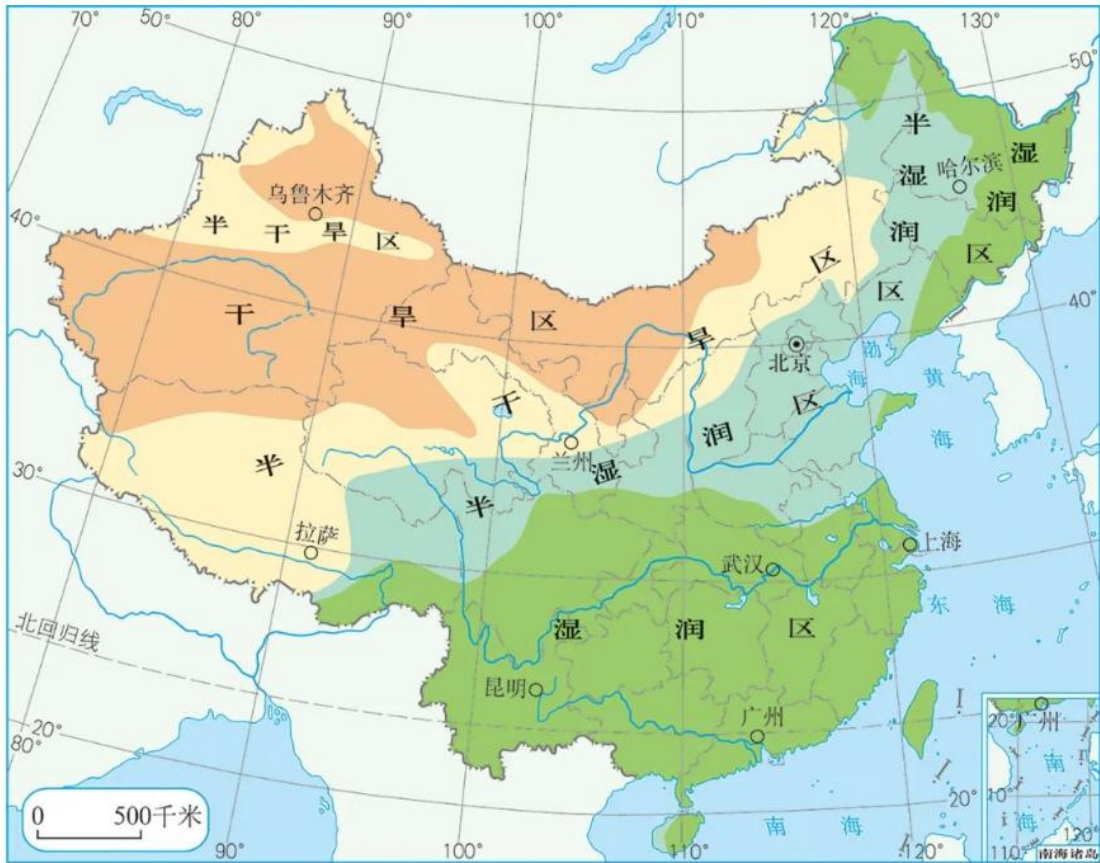 70°
50°
80°
90°
100°
110°
120°
130°
50°
40°
40°
30°
半湿润区
湿润区
哈尔滨
乌鲁木齐
半干旱区
干旱区
半干旱区
北京
渤海
黄海
兰州
半湿润区
拉萨
上海
武汉
东海
湿润区
北回归线
昆明
广州
20°
80°
20°
南海
0 500千米
90°
100°
110°
120°
20°
广州
10°
南海
110°
120°
南海诸岛